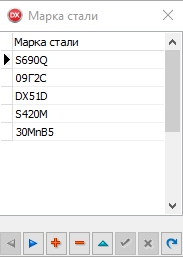 DX Марка стали
Марка стали
S690Q
09Г2С
DX51D
S420M
30MnB5